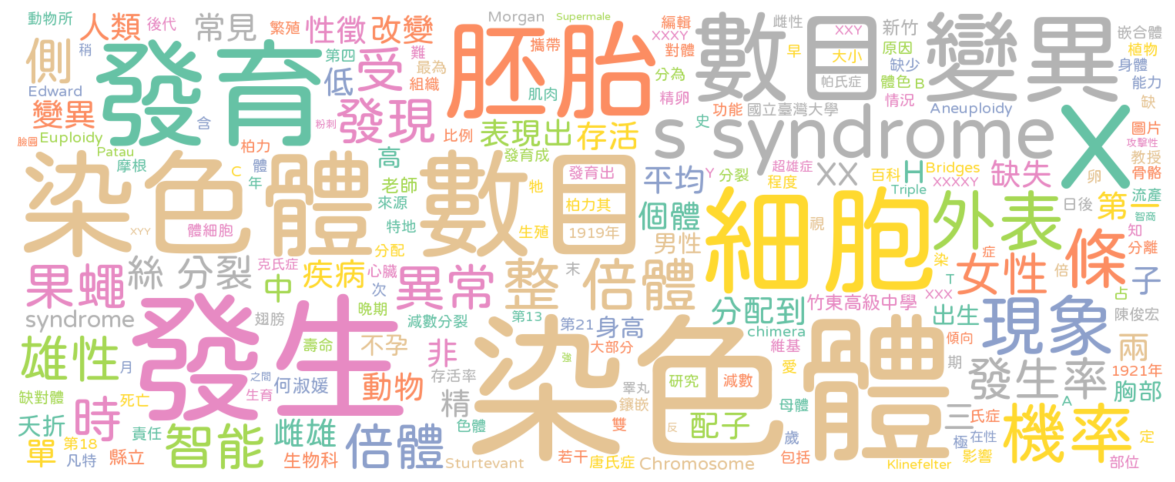 動物所 人類 後代 常見 繁殖 性徵 改變 Morgan Supermale 編輯 雌性 XXY 新竹 嵌合體
稍 側 發育 第四 受 難 最為 攜帶 胚胎 XXXY 對體 數目 早 大小 原因 變異 植物
Edward 低 組織 肌肉 分為 帕氏症 缺少 身體
變異 含 發現 比例 精卵 功能 國立臺灣大學 體色 B 情況 能力 缺
Euploidy 粉刺 表現出 存活 史 s syndrome Aneuploidy X 圖片
臉圓 Patau 柏力 高 發育成 攻擊性
摩根 C 體 年 老師 發育出 牠 平均 Y 分裂 超雄症 程度 XX 百科 H Bridges 缺失 卵 教授 骨骼
染色體 來源 數目 柏力其 個體 細胞 Triple XXXXY 外表 日後 第一 流產 智商
XYY 體細胞 特地 生殖 1919年 男性 視 知
分配 條 分離
果蠅 絲 分裂 克氏症 疾病 心臟 異常 整 末 倍體 染 症 女性 倍 子
中 次 晚期 分配到 竹東高級中學 XXX T 占
syndrome 翅膀 減數分裂 第13 第21 身高 chimera 出生 現象 陳俊宏
雄性 發生 壽命 不孕 非 染色體 大部分 維基 傾向 兩
月 之間 強 愛 期 發生率 1921年
缺對體 死亡 生育 何淑媛 動物 存活率 睪丸 研究 減數 母體 A 胸部
夭折 時 精 鑲嵌 配子 三 氏症 機率
單 第18 責任 智能 雌雄 倍體 色體 雙 反 歲 極 在性 定
凡特 縣立 生物科 Sturtevant 若干 唐氏症 Chromosome 包括 Klinefelter 影響 部位